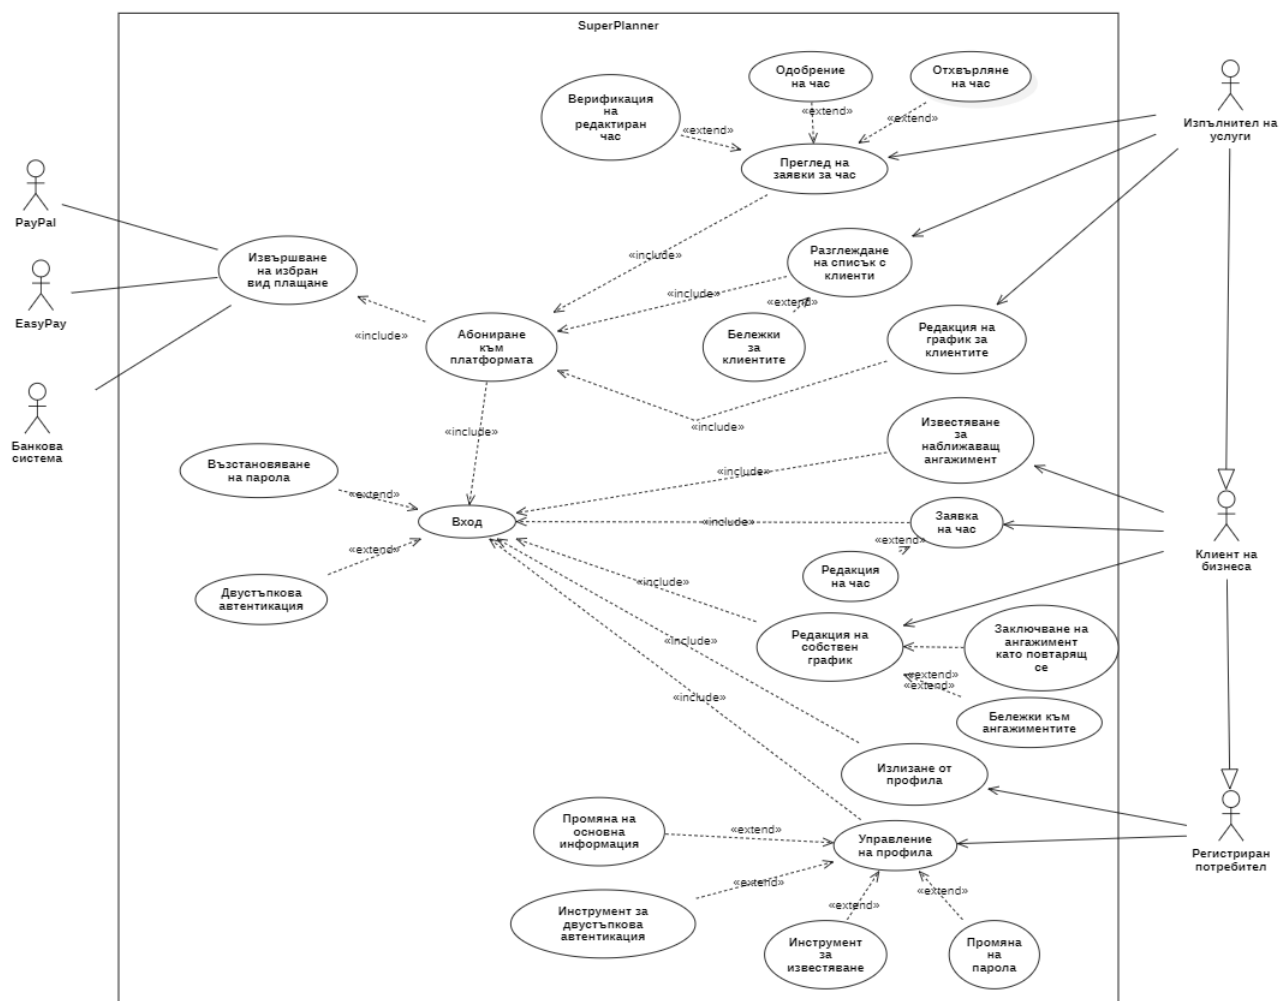 SuperPlanner
Одобрение
на час
Отхвърляне
на час
Верификация
на
редактиран
час
«extend»
«extend»
«extend»
Изпълнител на
услуги
Преглед на
заявки за час
PayPal
Извършване
на избран
вид плащане
«include»
Разглеждане
на списък с
клиенти
«include»
«extend»
EasyPay
«include»
Абониране
към
платформата
Бележки
за
клиентите
Редакция на
график за
клиентите
Банкова
система
«include»
«include»
Известяване
за
наближаващ
ангажимент
Възстановяване
на парола
«include»
«extend»
Вход
«include»
Заявка
на час
«extend»
«extend»
Клиент на
бизнеса
Редакция
на час
Двустъпкова
автентикация
«include»
Редакция на
собствен
график
Заключване на
ангажимент
като повтарящ
се
«include»
«extend»
«extend»
«include»
Бележки към
ангажиментите
Излизане от
профила
Промяна на
основна
информация
«extend»
Управление
на профила
Регистриран
потребител
«extend»
Инструмент за
двустъпкова
автентикация
«extend»
«extend»
Инструмент
за
известяване
Промяна
на
парола